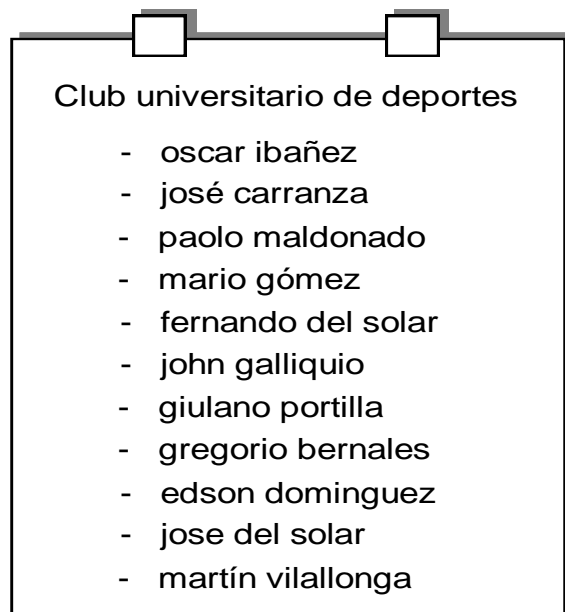 Club universitario de deportes
- oscar ibañez
- josé carranza
- paolo maldonado
- mario gómez
- fernando del solar
- john galliquio
- giulano portilla
- gregorio bernales
- edson dominguez
- jose del solar
- martín vilallonga